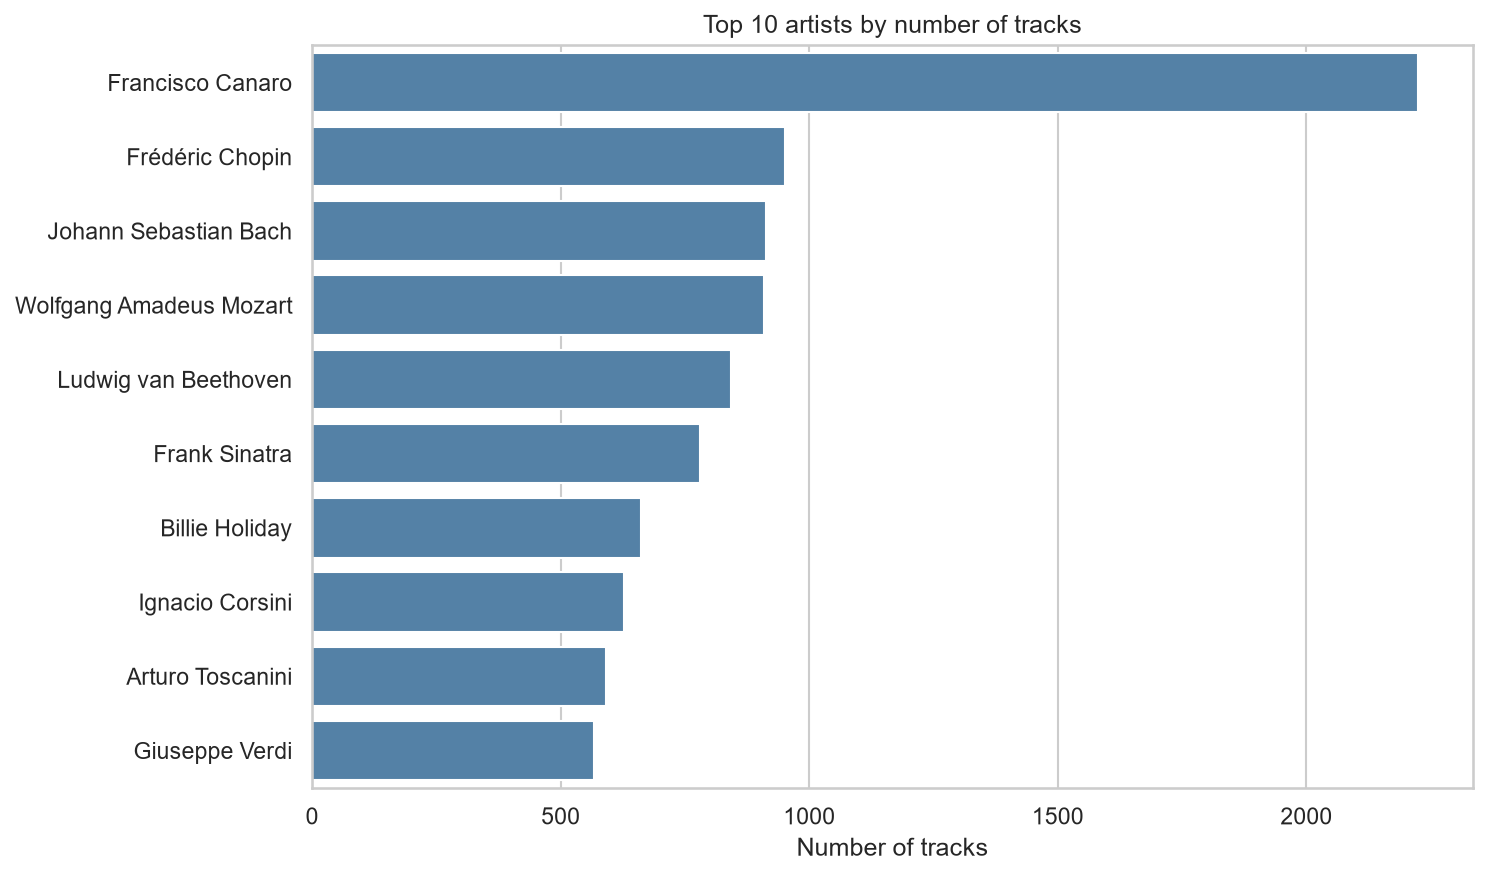 Top 10 artists by number of tracks
Francisco Canaro
Frédéric Chopin
Johann Sebastian Bach
Wolfgang Amadeus Mozart
Ludwig van Beethoven
Frank Sinatra
Billie Holiday
Ignacio Corsini
Arturo Toscanini
Giuseppe Verdi
0 500 1000 1500 2000
Number of tracks